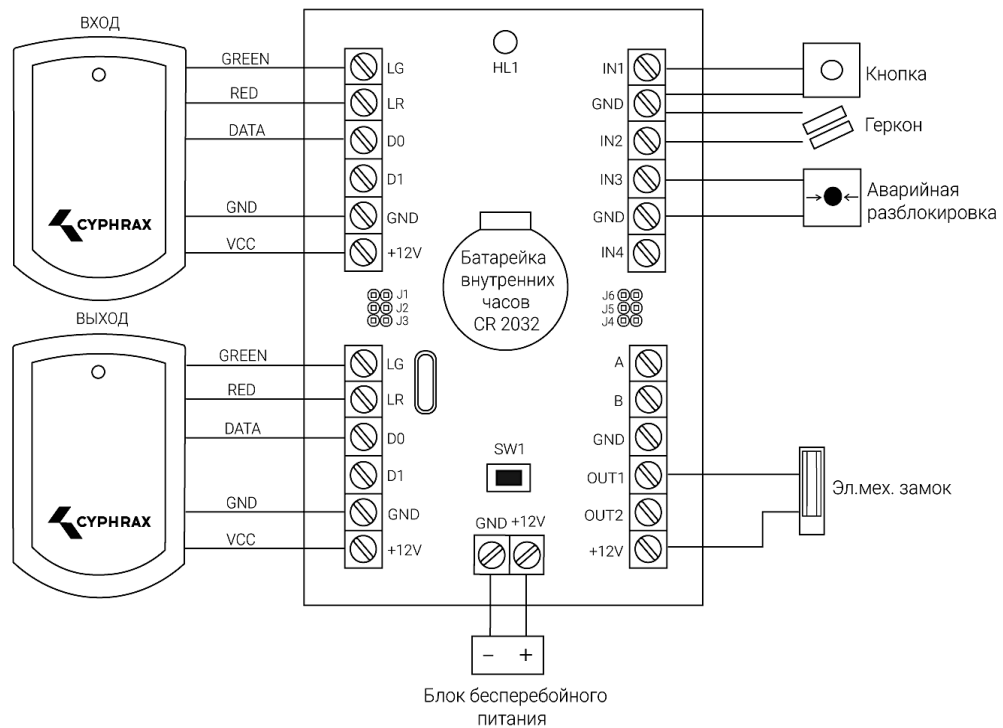 ВХОД
GREEN
RED
DATA
GND
VCC
CYPHRAX
LG
LR
D0
D1
GND
+12V
HL1
IN1
GND
IN2
IN3
GND
IN4
Кнопка
Геркон
Аварийная
разблокировка
Батарейка
внутренних
часов
CR 2032
J1
J2
J3
J6
J5
J4
ВЫХОД
GREEN
RED
DATA
GND
VCC
CYPHRAX
LG
LR
D0
D1
GND
+12V
SW1
GND +12V
A
B
GND
OUT1
OUT2
+12V
Эл.мех. замок
– +
Блок бесперебойного
питания